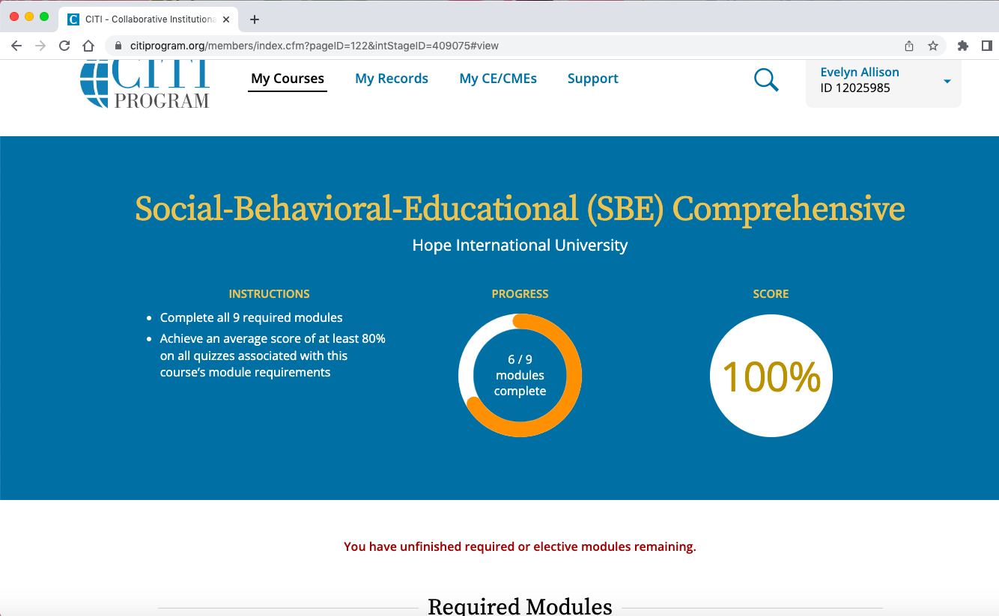 CITI - Collaborative Instituciona
citiprogram.org/members/index.cfm?pageID=122&intStageID=409075#view
CITI
PROGRAM
My Courses
My Records
My CE/CMEs
Support
Evelyn Allison
ID 12025985
Social-Behavioral-Educational (SBE) Comprehensive
Hope International University
INSTRUCTIONS
• Complete all 9 required modules
• Achieve an average score of at least 80%
on all quizzes associated with this
course’s module requirements
PROGRESS
6 / 9
modules
complete
SCORE
100%
You have unfinished required or elective modules remaining.
Required Modules